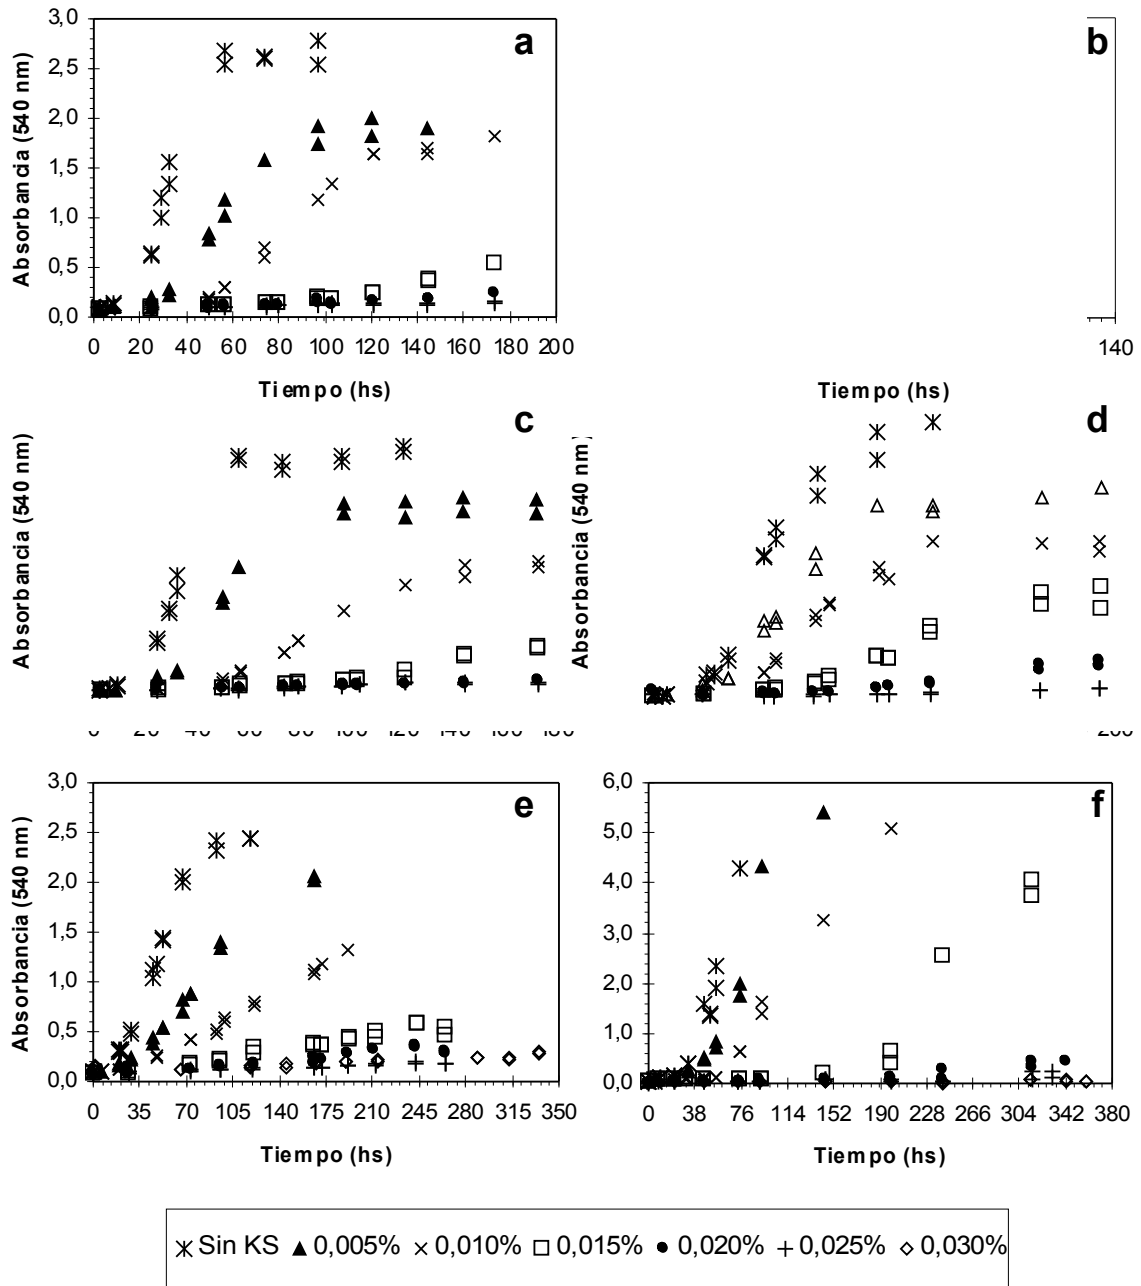 a
3,0
2,5
2,0
1,5
1,0
0,5
0,0
Absorbancia (540 nm)
0 20 40 60 80 100 120 140 160 180 200
Tiempo (hs)
b
140
Tiempo (hs)
c
Absorbancia (540 nm)
d
Absorbancia (540 nm)
e
3,0
2,5
2,0
1,5
1,0
0,5
0,0
Absorbancia (540 nm)
0 35 70 105 140 175 210 245 280 315 350
Tiempo (hs)
f
6,0
5,0
4,0
3,0
2,0
1,0
0,0
Absorbancia (540 nm)
0 38 76 114 152 190 228 266 304 342 380
Tiempo (hs)
Sin KS 0,005% 0,010% 0,015% 0,020% 0,025% 0,030%